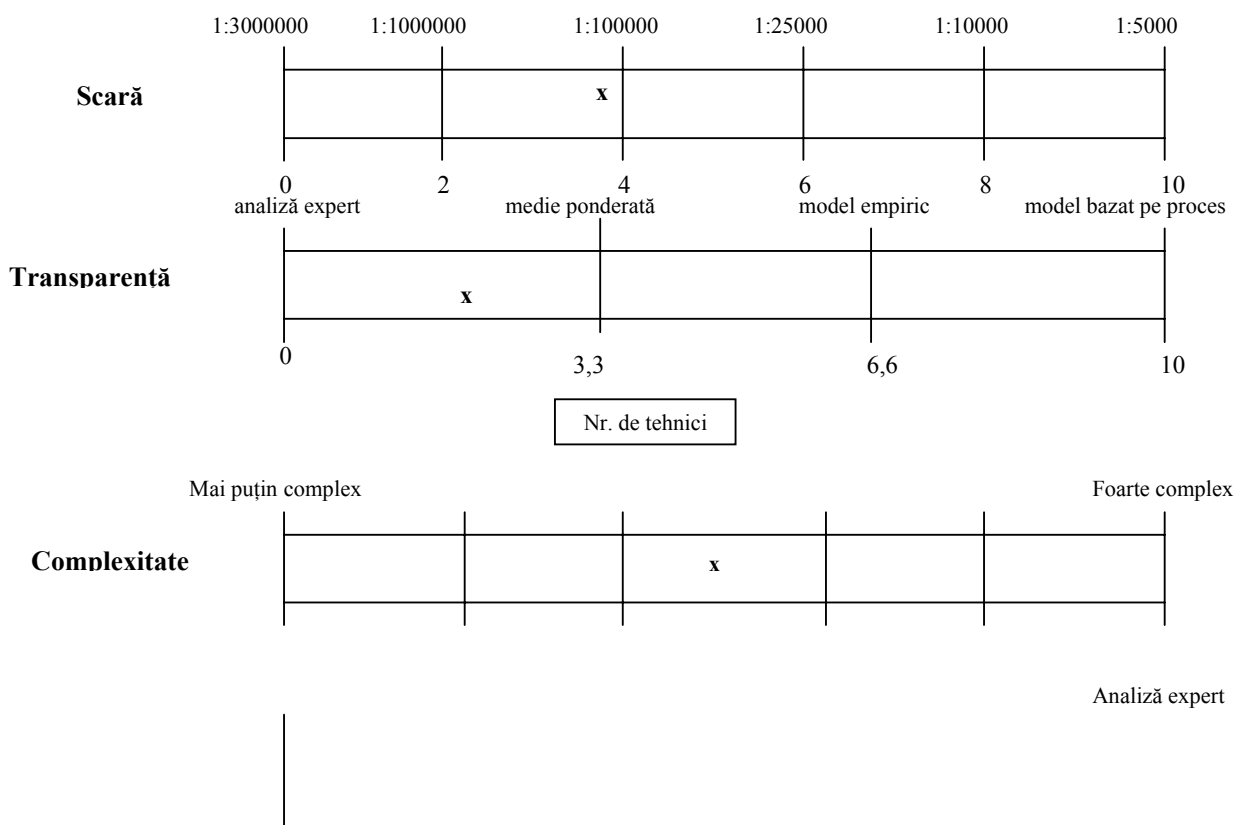 1:3000000 1:1000000 1:100000 1:25000 1:10000 1:5000
Scară
x
0 2 4 6 8 10
analiză expert medie ponderată model empiric model bazat pe proces
Transparență
x
0 3,3 6,6 10
Nr. de tehnici
Mai puțin complex Foarte complex
Complexitate
x
Analiză expert